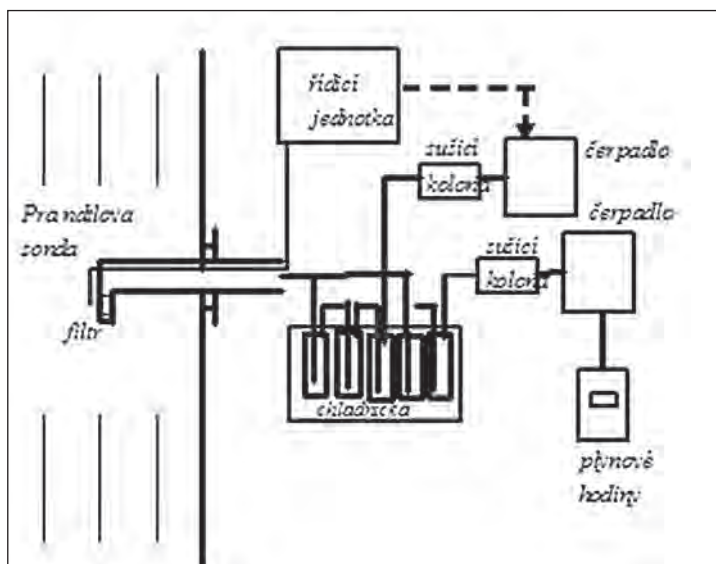 řídicí
jednotka
sušicí
kolona
čerpadlo
čerpadlo
Prandtlova
sonda
sušicí
kolona
filtr
chladnička
plynové
hodiny